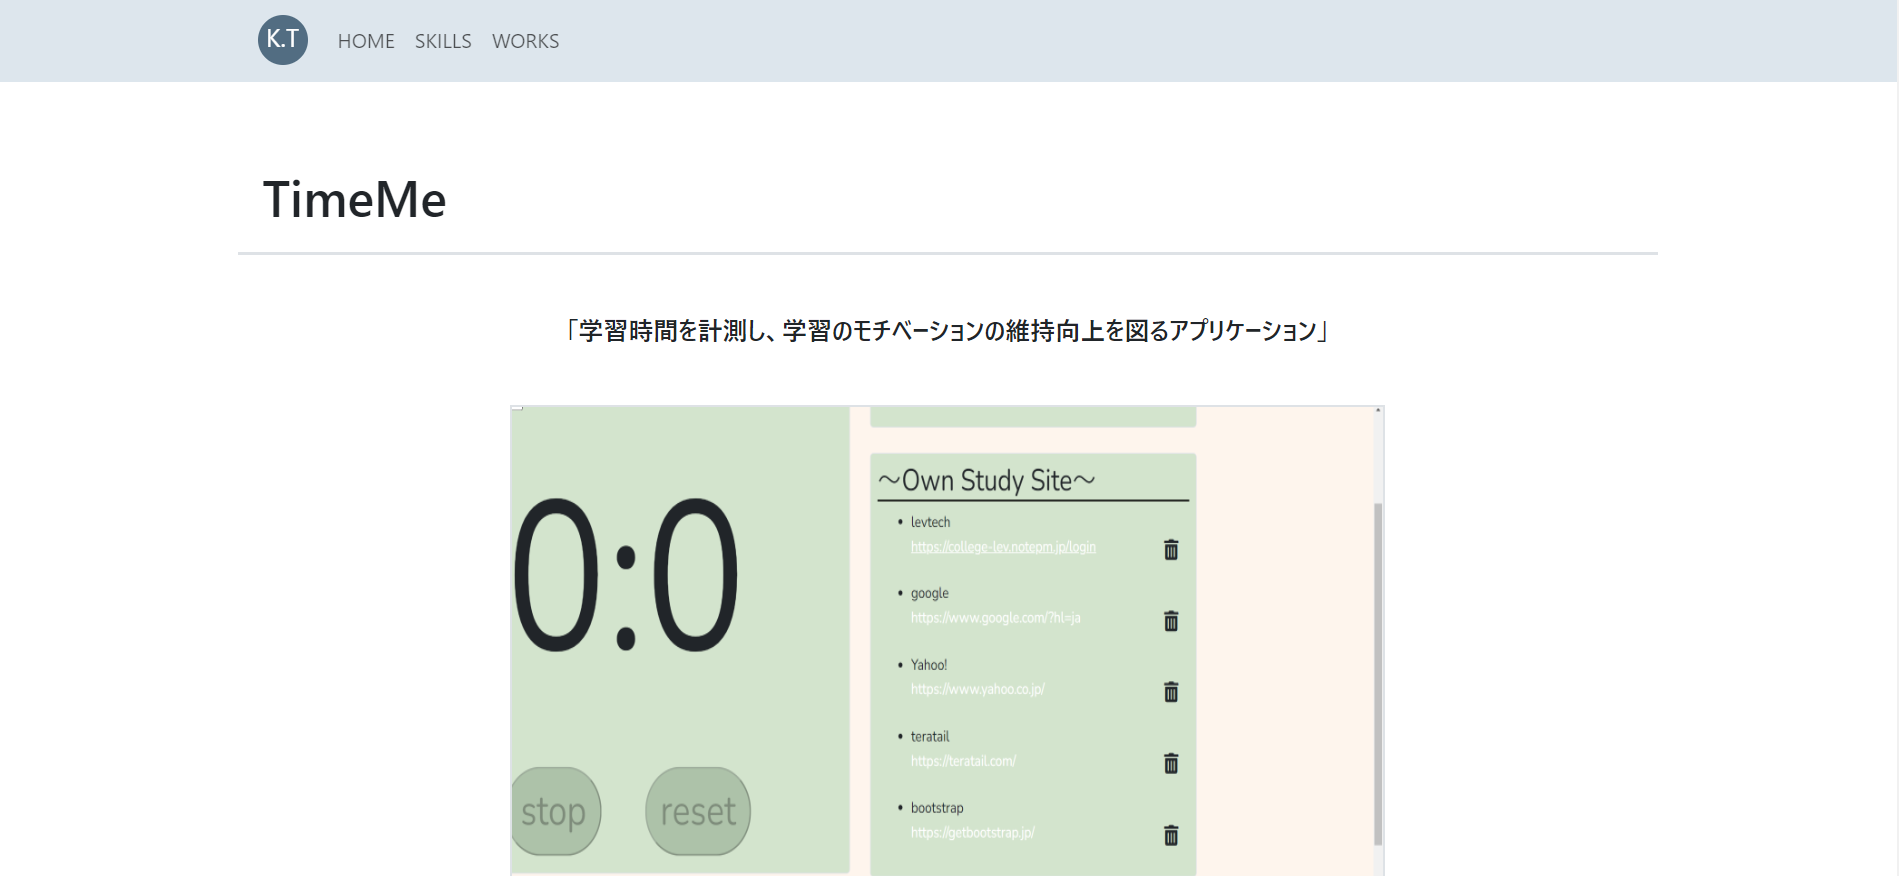 K.T
HOME SKILLS WORKS
TimeMe
「学習時間を計測し、学習のモチベーションの維持向上を図るアプリケーション」
0:0
stop reset
～Own Study Site～
levtech
https://college-lev.notepm.jp/login
google
https://www.google.com/?hl=ja
Yahoo!
https://www.yahoo.co.jp/
teratail
https://teratail.com/
bootstrap
https://getbootstrap.jp/